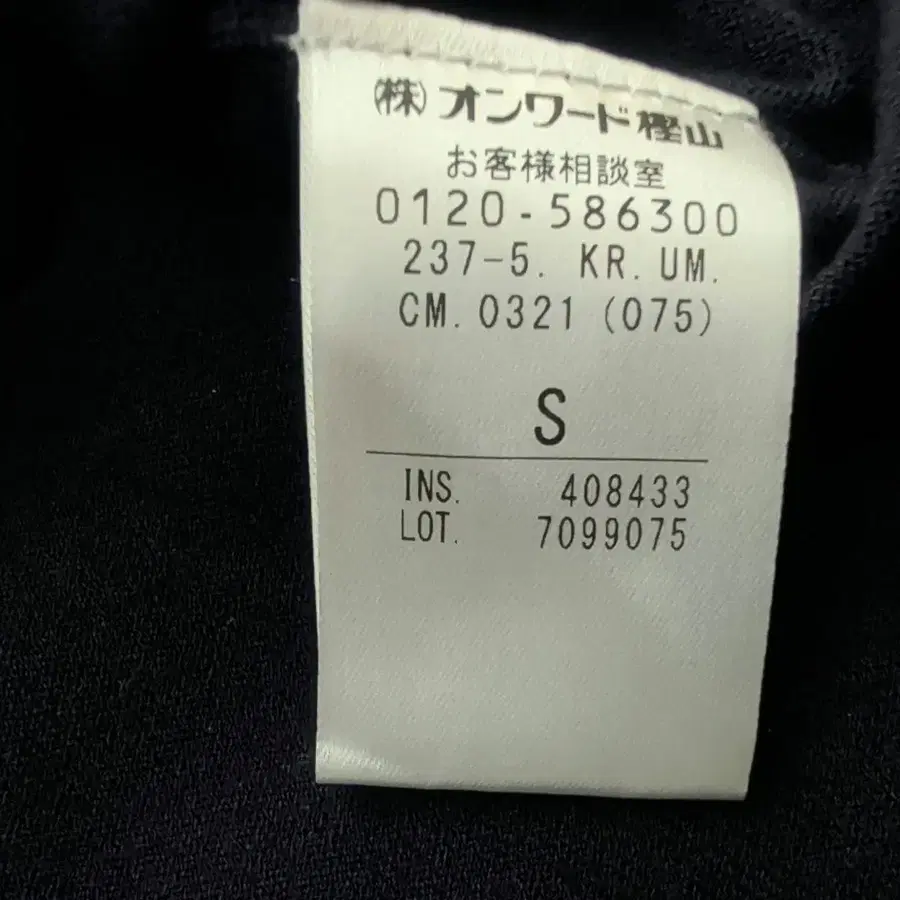 (株)オンワード樫山
お客様相談室
0120-586300
237-5. KR. UM.
CM. 0321 (075)
S
INS. 408433
LOT. 7099075